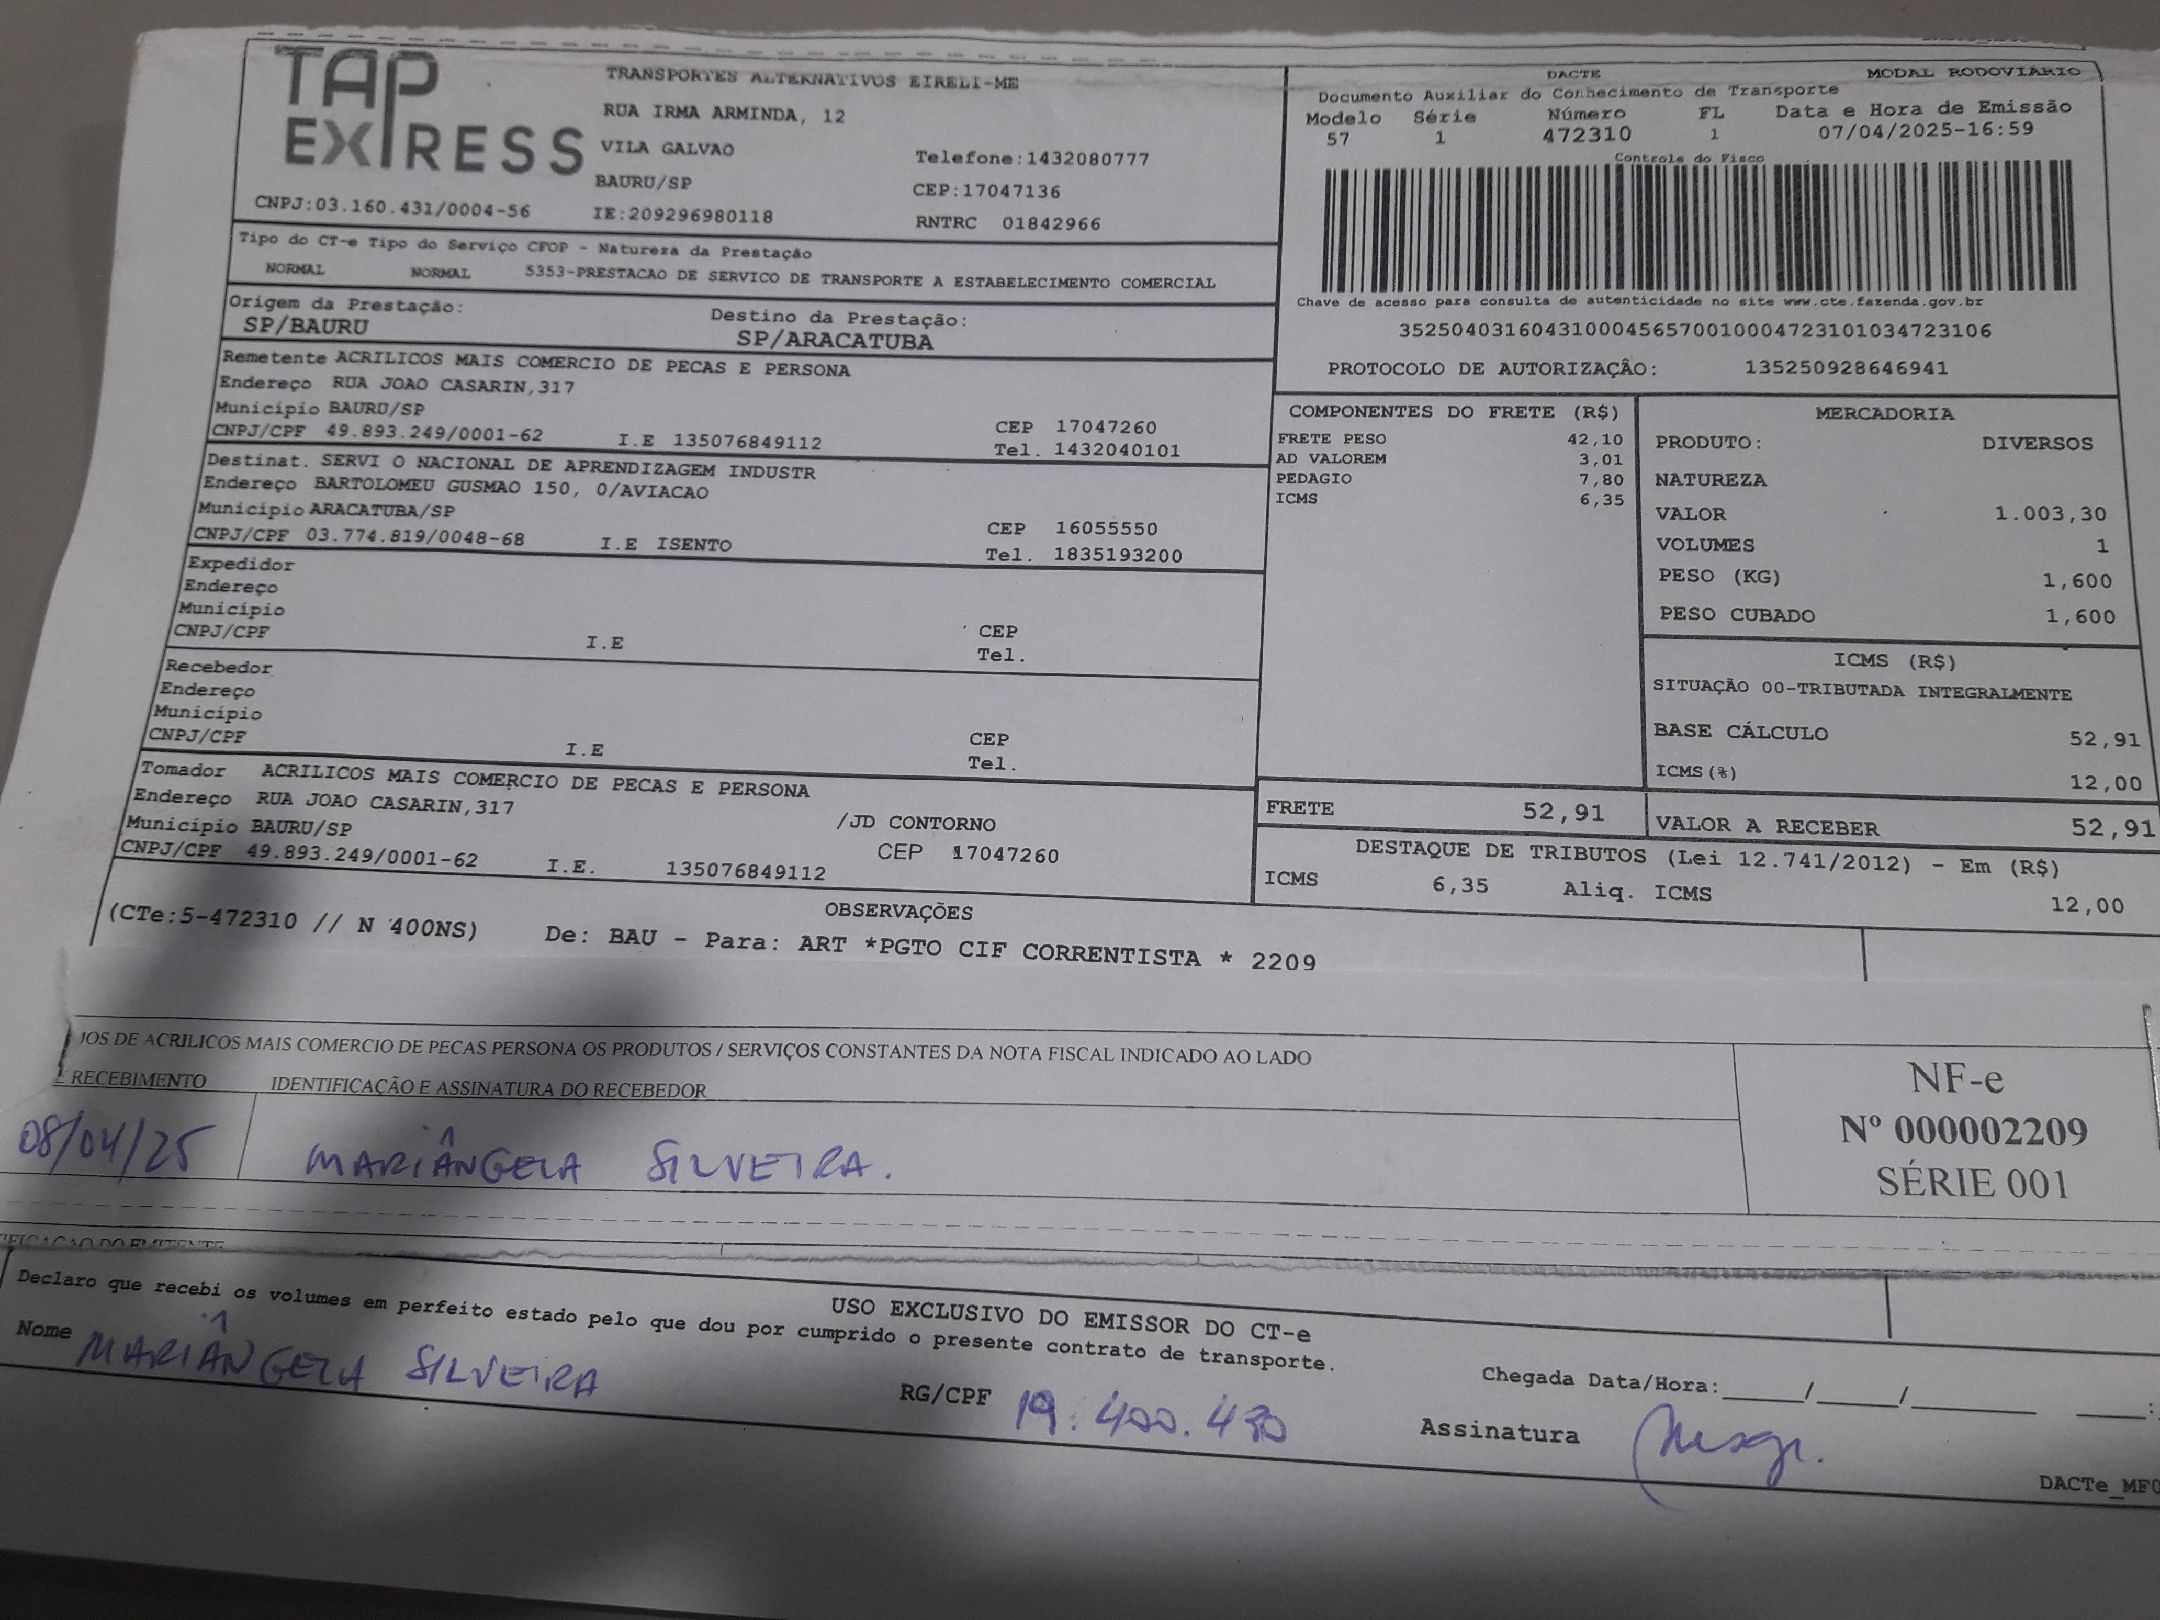 TAP EXPRESS
TRANSPORTES ALTERNATIVOS EIRELI-ME
RUA IRMA ARMINDA, 12
VILA GALVAO
Telefone:1432080777
BAURU/SP
CEP:17047136
CNPJ:03.160.431/0004-56
IE:209296980118
RNTRC 01842966
DACTE
MODAL RODOVIÁRIO
Documento Auxiliar do Conhecimento de Transporte
Modelo Série Número FL Data e Hora de Emissão
57 1 472310 1 07/04/2025-16:59
Controle do Fisco
Chave de acesso para consulta de autenticidade no site www.cte.fazenda.gov.br
35250403160431000456570010004723101034723106
PROTOCOLO DE AUTORIZAÇÃO: 135250928646941
Tipo do CT-e Tipo do Serviço CFOP - Natureza da Prestação
NORMAL NORMAL 5353-PRESTACAO DE SERVICO DE TRANSPORTE A ESTABELECIMENTO COMERCIAL
Origem da Prestação: Destino da Prestação:
SP/BAURU SP/ARACATUBA
Remetente ACRILICOS MAIS COMERCIO DE PECAS E PERSONA
Endereço RUA JOAO CASARIN,317
Município BAURU/SP CEP 17047260
CNPJ/CPF 49.893.249/0001-62 I.E 135076849112 Tel. 1432040101
Destinat. SERVI O NACIONAL DE APRENDIZAGEM INDUSTR
Endereço BARTOLOMEU GUSMAO 150, 0/AVIACAO
Município ARACATUBA/SP CEP 16055550
CNPJ/CPF 03.774.819/0048-68 I.E ISENTO Tel. 1835193200
Expedidor
Endereço
Município CEP
CNPJ/CPF I.E Tel.
Recebedor
Endereço
Município CEP
CNPJ/CPF I.E Tel.
Tomador ACRILICOS MAIS COMERCIO DE PECAS E PERSONA
Endereço RUA JOAO CASARIN,317 /JD CONTORNO
Município BAURU/SP CEP 17047260
CNPJ/CPF 49.893.249/0001-62 I.E. 135076849112
COMPONENTES DO FRETE (R$)
FRETE PESO 42,10
AD VALOREM 3,01
PEDAGIO 7,80
ICMS 6,35
MERCADORIA
PRODUTO: DIVERSOS
NATUREZA
VALOR 1.003,30
VOLUMES 1
PESO (KG) 1,600
PESO CUBADO 1,600
ICMS (R$)
SITUAÇÃO 00-TRIBUTADA INTEGRALMENTE
BASE CÁLCULO 52,91
ICMS(%) 12,00
FRETE 52,91
VALOR A RECEBER 52,91
DESTAQUE DE TRIBUTOS (Lei 12.741/2012) - Em (R$)
ICMS 6,35 Aliq. ICMS 12,00
OBSERVAÇÕES
(CTe:5-472310 // N 400NS) De: BAU - Para: ART *PGTO CIF CORRENTISTA * 2209
MOS DE ACRILICOS MAIS COMERCIO DE PECAS PERSONA OS PRODUTOS / SERVIÇOS CONSTANTES DA NOTA FISCAL INDICADO AO LADO
E RECEBIMENTO IDENTIFICAÇÃO E ASSINATURA DO RECEBEDOR
08/04/25 MARIÂNGELA SILVEIRA.
NF-e
Nº 000002209
SÉRIE 001
USO EXCLUSIVO DO EMISSOR DO CT-e
Declaro que recebi os volumes em perfeito estado pelo que dou por cumprido o presente contrato de transporte.
Nome MARIÂNGELA SILVEIRA
RG/CPF 19.400.430
Chegada Data/Hora:_____/____/______ ___:
Assinatura
DACTe_MF0